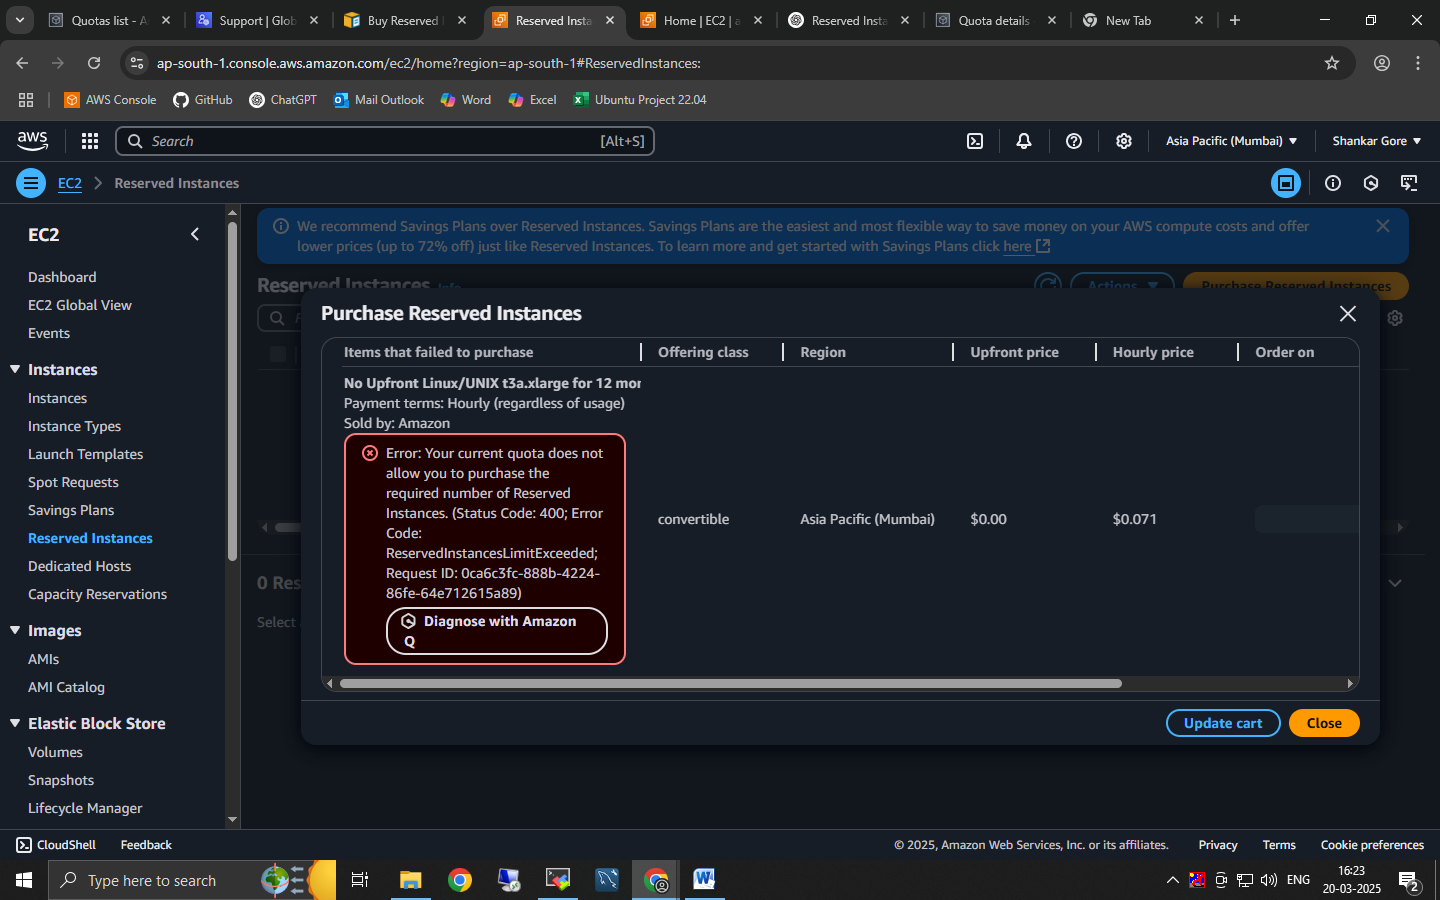 Quotas list - A
Support | Glob
Buy Reserved
Reserved Insta
Home | EC2 | a
Reserved Insta
Quota details
New Tab
ap-south-1.console.aws.amazon.com/ec2/home?region=ap-south-1#ReservedInstances:
AWS Console
GitHub
ChatGPT
Mail Outlook
Word
Excel
Ubuntu Project 22.04
aws
Search
[Alt+S]
Asia Pacific (Mumbai)
Shankar Gore
EC2
Reserved Instances
EC2
Dashboard
EC2 Global View
Events
Instances
Instances
Instance Types
Launch Templates
Spot Requests
Savings Plans
Reserved Instances
Dedicated Hosts
Capacity Reservations
Images
AMIs
AMI Catalog
Elastic Block Store
Volumes
Snapshots
Lifecycle Manager
We recommend Savings Plans over Reserved Instances. Savings Plans are the easiest and most flexible way to save money on your AWS compute costs and offer
lower prices (up to 72% off) just like Reserved Instances. To learn more and get started with Savings Plans click here
Reserved Instances Info
Actions
Purchase Reserved Instances
Purchase Reserved Instances
Items that failed to purchase
Offering class
Region
Upfront price
Hourly price
Order on
No Upfront Linux/UNIX t3a.xlarge for 12 mon
Payment terms: Hourly (regardless of usage)
Sold by: Amazon
Error: Your current quota does not
allow you to purchase the
required number of Reserved
Instances. (Status Code: 400; Error
Code:
ReservedInstancesLimitExceeded;
Request ID: 0ca6c3fc-888b-4224-
86fe-64e712615a89)
Diagnose with Amazon
Q
convertible
Asia Pacific (Mumbai)
$0.00
$0.071
0 Res
Select
Update cart
Close
CloudShell
Feedback
© 2025, Amazon Web Services, Inc. or its affiliates.
Privacy
Terms
Cookie preferences
Type here to search
ENG
16:23
20-03-2025
2